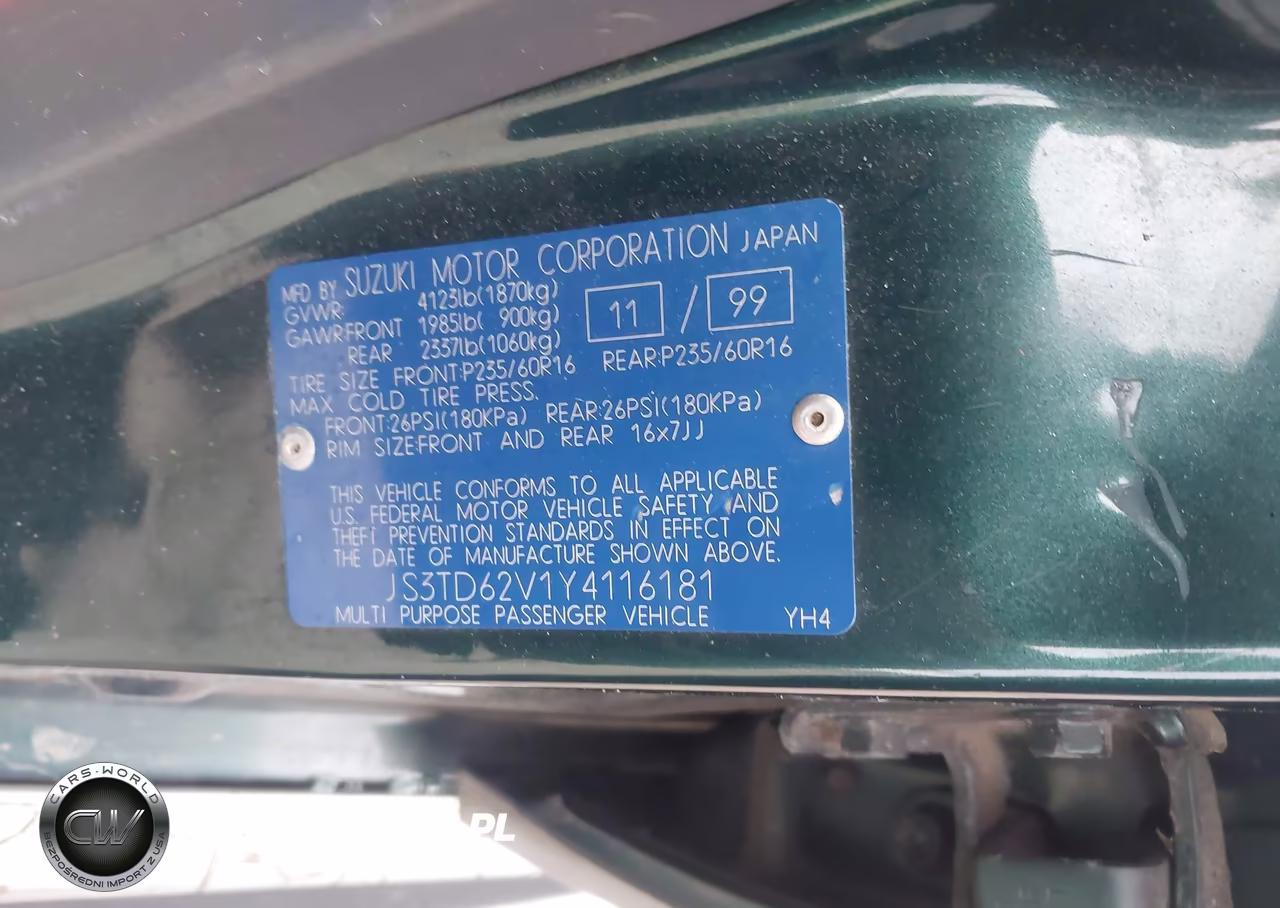 MFD BY SUZUKI MOTOR CORPORATION JAPAN
GVWR: 4123lb(1870kg)
11 / 99
GAWR:FRONT 1985lb( 900kg)
REAR 2337lb(1060kg)
TIRE SIZE FRONT:P235/60R16 REAR:P235/60R16
MAX COLD TIRE PRESS.
FRONT:26PSI(180KPa) REAR:26PSI(180KPa)
RIM SIZE:FRONT AND REAR 16x7JJ
THIS VEHICLE CONFORMS TO ALL APPLICABLE
U.S. FEDERAL MOTOR VEHICLE SAFETY AND
THEFT PREVENTION STANDARDS IN EFFECT ON
THE DATE OF MANUFACTURE SHOWN ABOVE.
JS3TD62V1Y4116181
MULTI PURPOSE PASSENGER VEHICLE YH4
CARS-WORLD
CW
BEZPOŚREDNI IMPORT Z USA
.PL